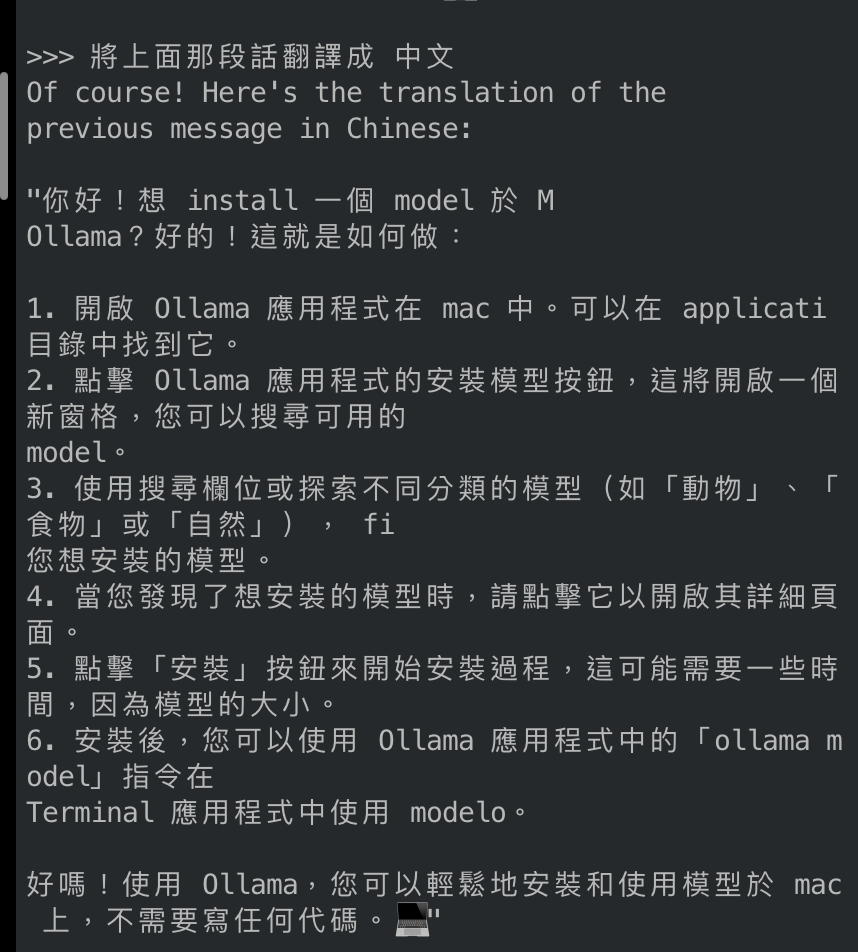 >>> 將上面那段話翻譯成 中文
Of course! Here's the translation of the
previous message in Chinese:
"你好！想 install 一個 model 於 M
Ollama？好的！這就是如何做：
1. 開啟 Ollama 應用程式在 mac 中。可以在 applicati
目錄中找到它。
2. 點擊 Ollama 應用程式的安裝模型按鈕，這將開啟一個
新窗格，您可以搜尋可用的
model。
3. 使用搜尋欄位或探索不同分類的模型（如「動物」、「
食物」或「自然」）， fi
您想安裝的模型。
4. 當您發現了想安裝的模型時，請點擊它以開啟其詳細頁
面。
5. 點擊「安裝」按鈕來開始安裝過程，這可能需要一些時
間，因為模型的大小。
6. 安裝後，您可以使用 Ollama 應用程式中的「ollama m
odel」指令在
Terminal 應用程式中使用 modelo。
好嗎！使用 Ollama，您可以輕鬆地安裝和使用模型於 mac
上，不需要寫任何代碼。💻"